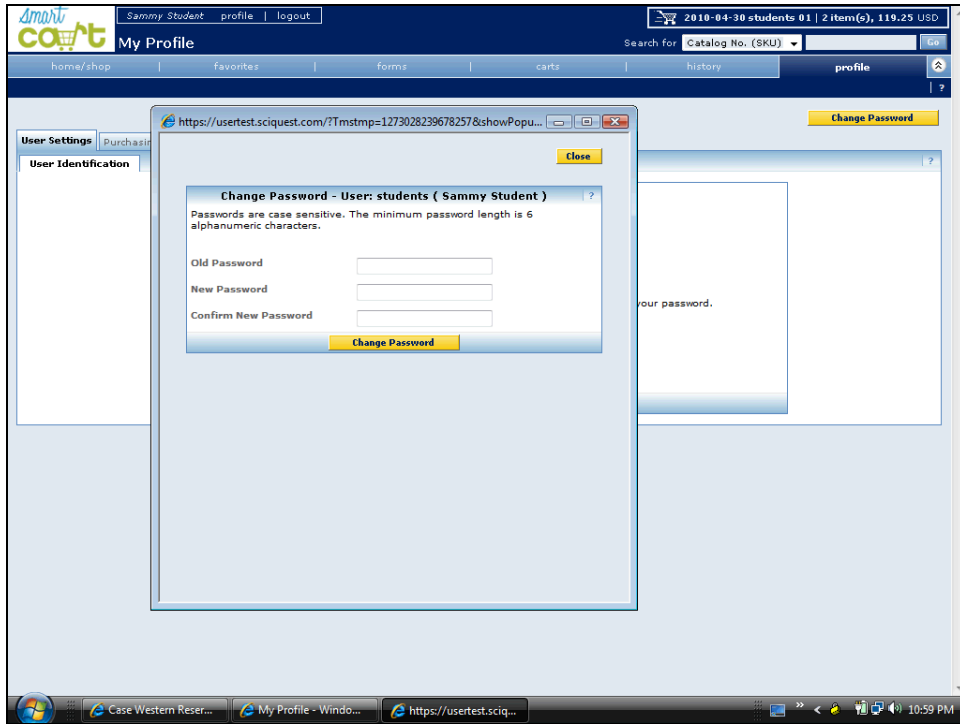 smart
cart
Sammy Student profile | logout
2010-04-30 students 01 | 2 item(s), 119.25 USD
My Profile
Search for Catalog No. (SKU) Go
home/shop | favorites | forms | carts | history profile
| ?
Change Password
https://usertest.sciquest.com/?Tmstmp=1273028239678257&showPopu...
User Settings Purchasin
Close
User Identification
?
Change Password - User: students ( Sammy Student ) ?
Passwords are case sensitive. The minimum password length is 6
alphanumeric characters.
Old Password
New Password
your password.
Confirm New Password
Change Password
Case Western Reser... My Profile - Windo... https://usertest.sciq... 10:59 PM